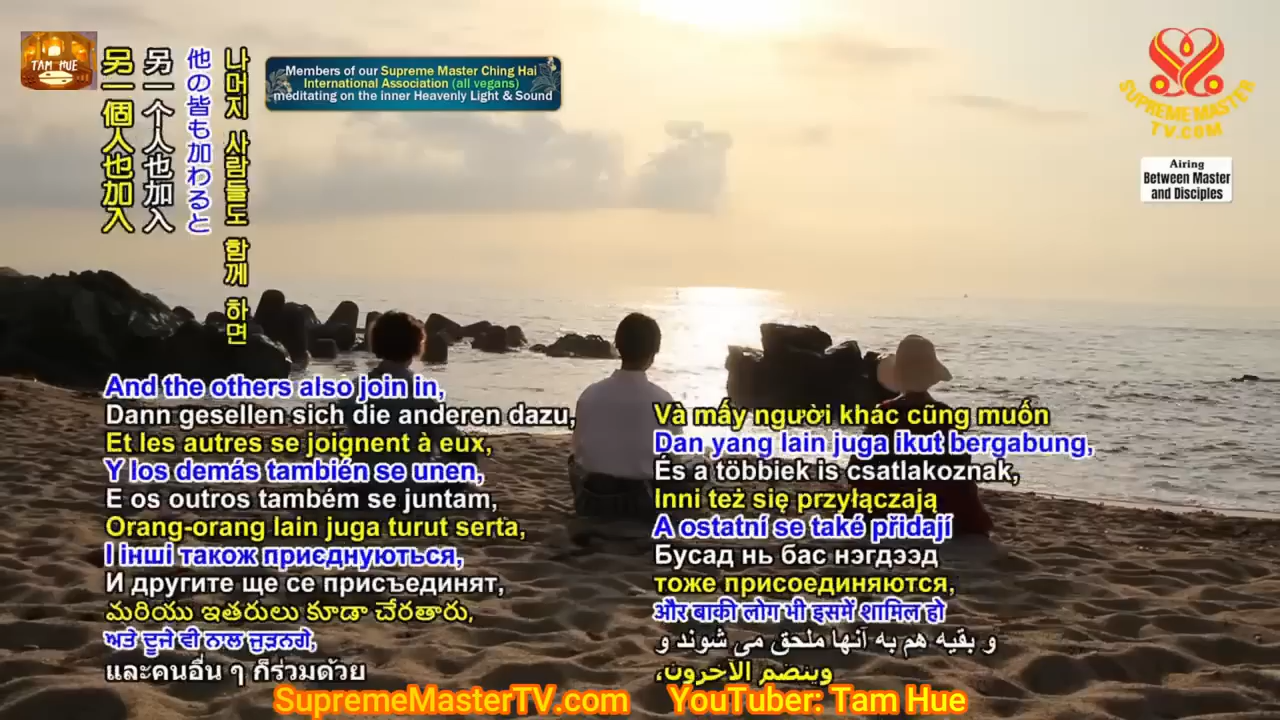 TAM HUE
另一個人也加入
另一个人也加入
他の皆も加わると
나머지 사람들도 함께 하면
Members of our Supreme Master Ching Hai
International Association (all vegans)
meditating on the inner Heavenly Light & Sound
SUPREMEMASTER
TV.COM
Airing
Between Master
and Disciples
And the others also join in,
Dann gesellen sich die anderen dazu,
Et les autres se joignent à eux,
Y los demás también se unen,
E os outros também se juntam,
Orang-orang lain juga turut serta,
І інші також приєднуються,
И другите ще се присъединят,
మరియు ఇతరులు కూడా చేరతారు,
ਅਤੇ ਦੂਜੇ ਵੀ ਨਾਲ ਜੁੜਨਗੇ,
และคนอื่น ๆ ก็ร่วมด้วย
Và mấy người khác cũng muốn
Dan yang lain juga ikut bergabung,
És a többiek is csatlakoznak,
Inni też się przyłączają
A ostatní se také přidají
Бусад нь бас нэгдээд
тоже присоединяются,
और बाकी लोग भी इसमें शामिल हो
و بقیه هم به آنها ملحق می شوند و
وينضم الآخرون،
SupremeMasterTV.com YouTuber: Tam Hue